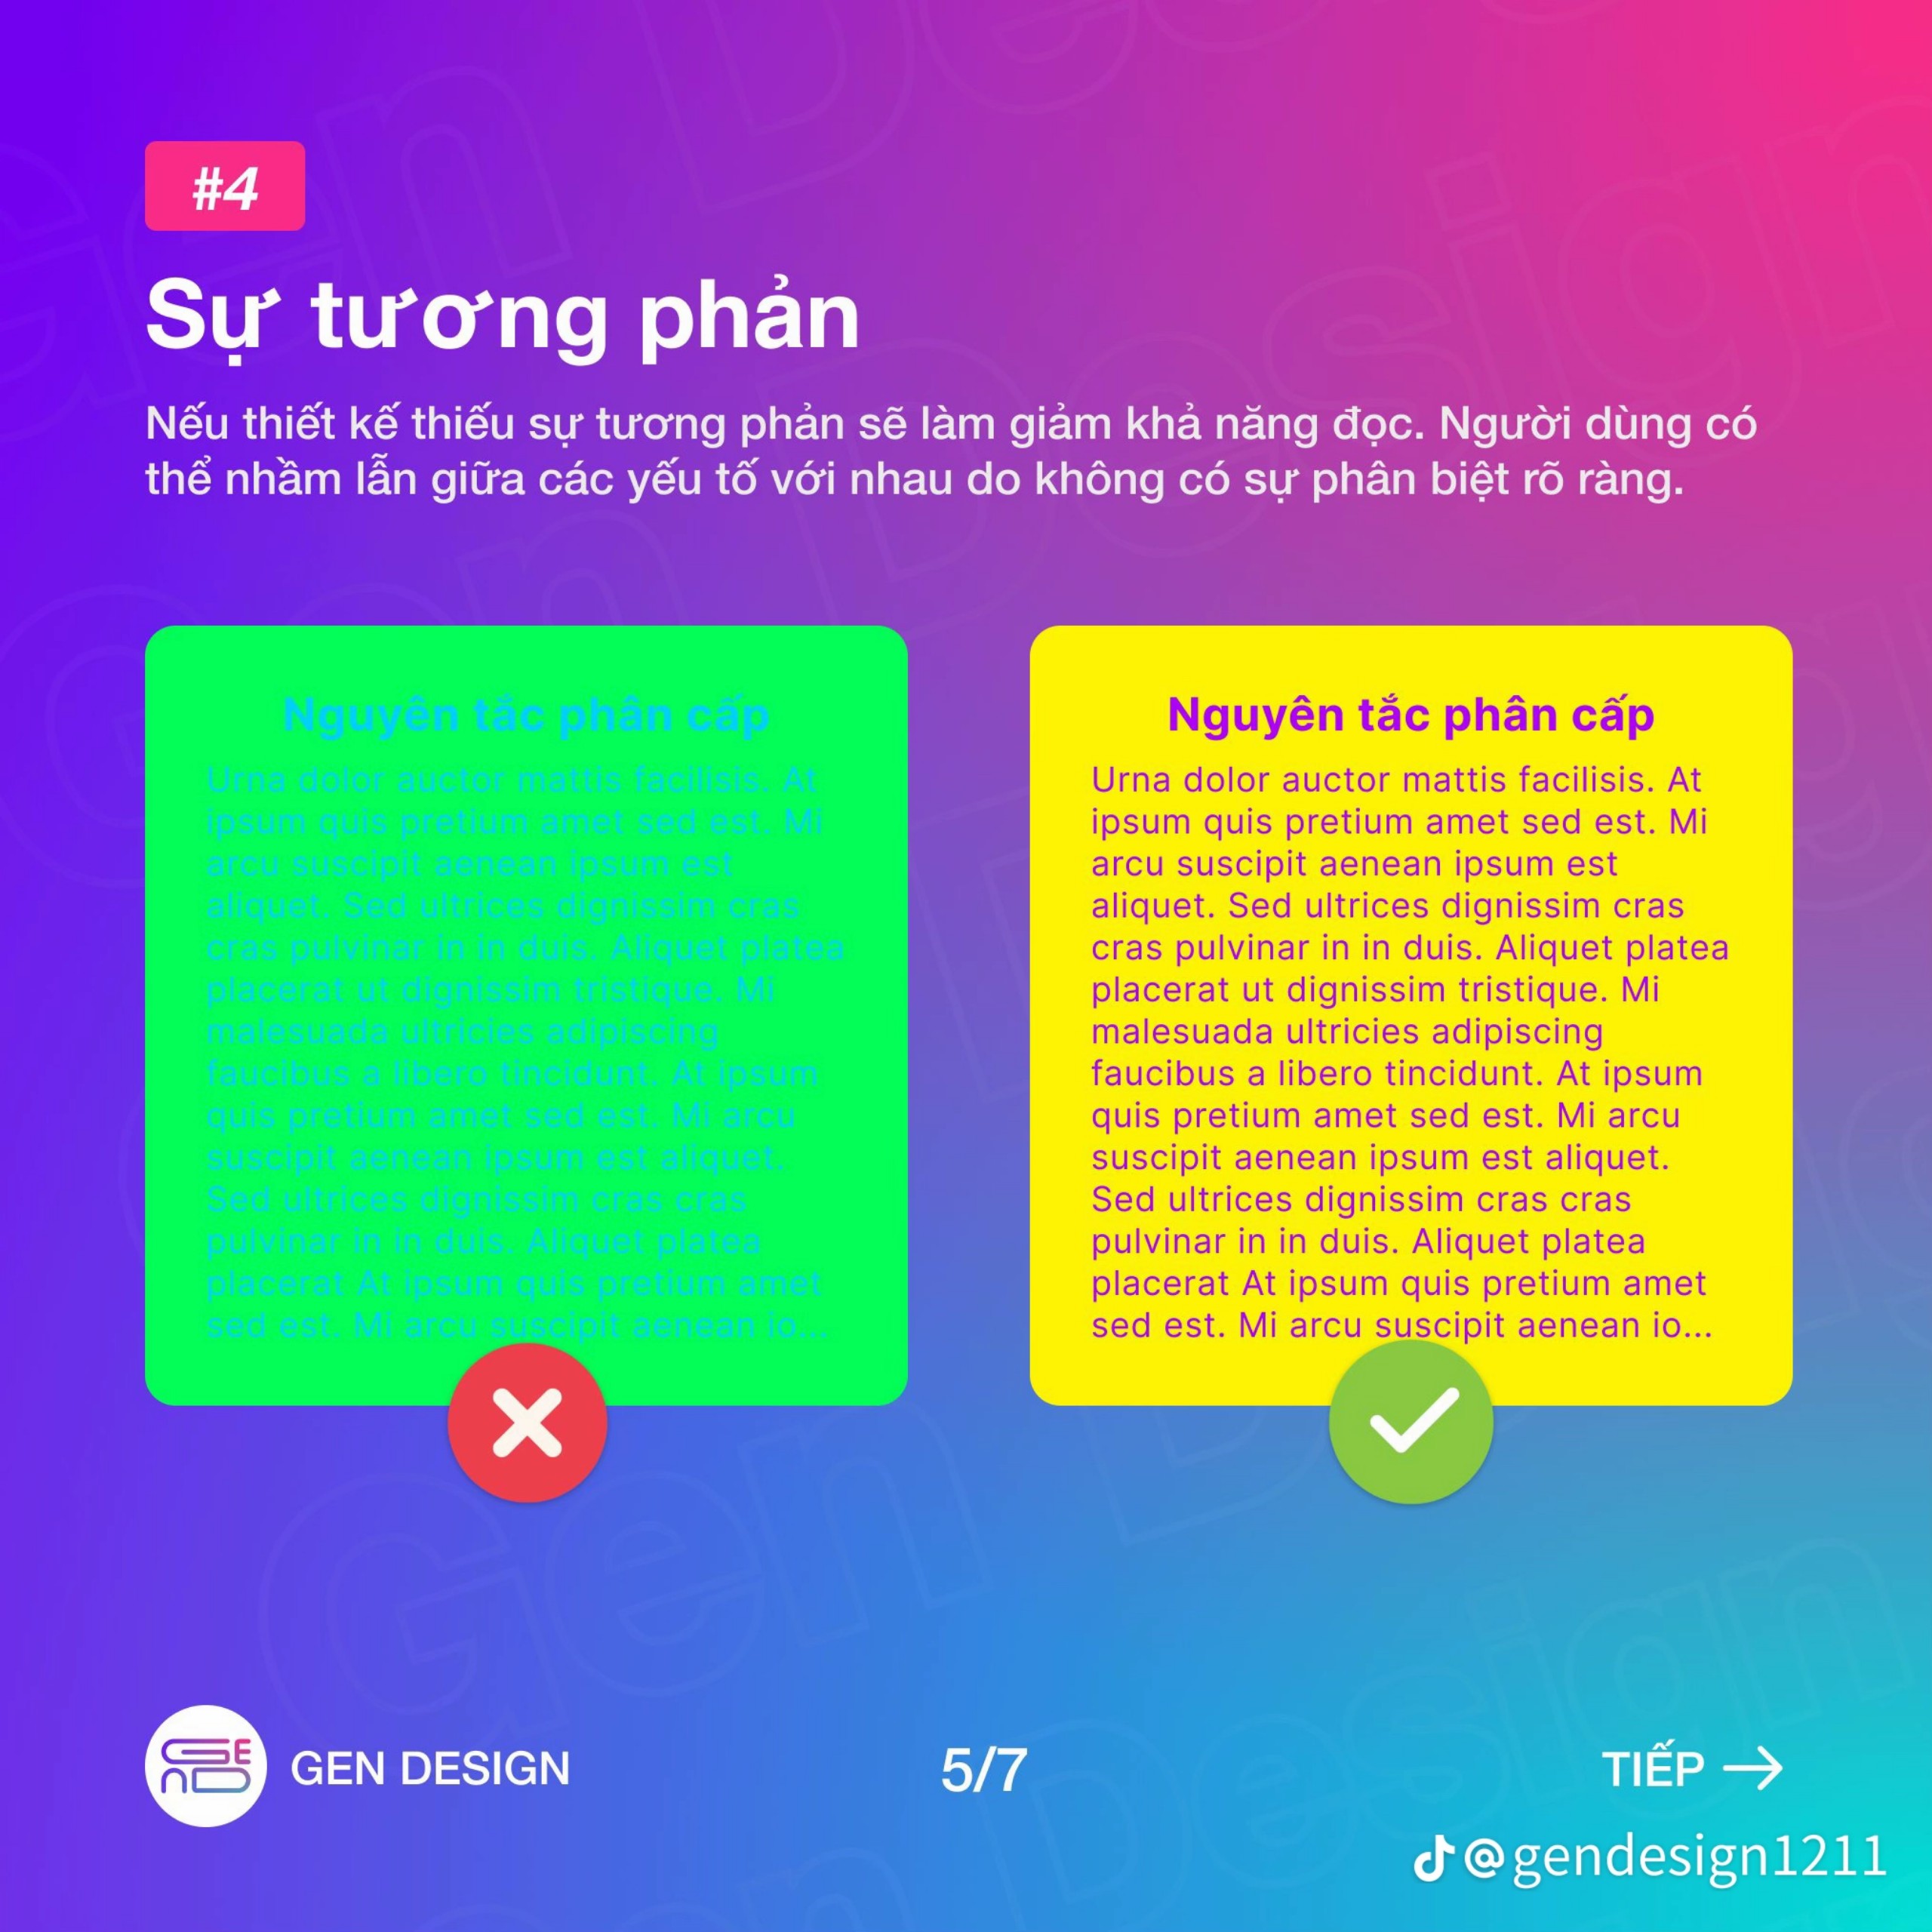 #4
Sự tương phản
Nếu thiết kế thiếu sự tương phản sẽ làm giảm khả năng đọc. Người dùng có
thể nhầm lẫn giữa các yếu tố với nhau do không có sự phân biệt rõ ràng.
Nguyên tắc phân cấp
Urna dolor auctor mattis facilisis. At
ipsum quis pretium amet sed est. Mi
arcu suscipit aenean ipsum est
aliquet. Sed ultrices dignissim cras
cras pulvinar in in duis. Aliquet platea
placerat ut dignissim tristique. Mi
malesuada ultricies adipiscing
faucibus a libero tincidunt. At ipsum
quis pretium amet sed est. Mi arcu
suscipit aenean ipsum est aliquet.
Sed ultrices dignissim cras cras
pulvinar in in duis. Aliquet platea
placerat At ipsum quis pretium amet
sed est. Mi arcu suscipit aenean io...
Nguyên tắc phân cấp
Urna dolor auctor mattis facilisis. At
ipsum quis pretium amet sed est. Mi
arcu suscipit aenean ipsum est
aliquet. Sed ultrices dignissim cras
cras pulvinar in in duis. Aliquet platea
placerat ut dignissim tristique. Mi
malesuada ultricies adipiscing
faucibus a libero tincidunt. At ipsum
quis pretium amet sed est. Mi arcu
suscipit aenean ipsum est aliquet.
Sed ultrices dignissim cras cras
pulvinar in in duis. Aliquet platea
placerat At ipsum quis pretium amet
sed est. Mi arcu suscipit aenean io...
GEND
GEN DESIGN
5/7
TIẾP →
@gendesign1211
Gen Design
Gen Design
Gen Design
Gen Design